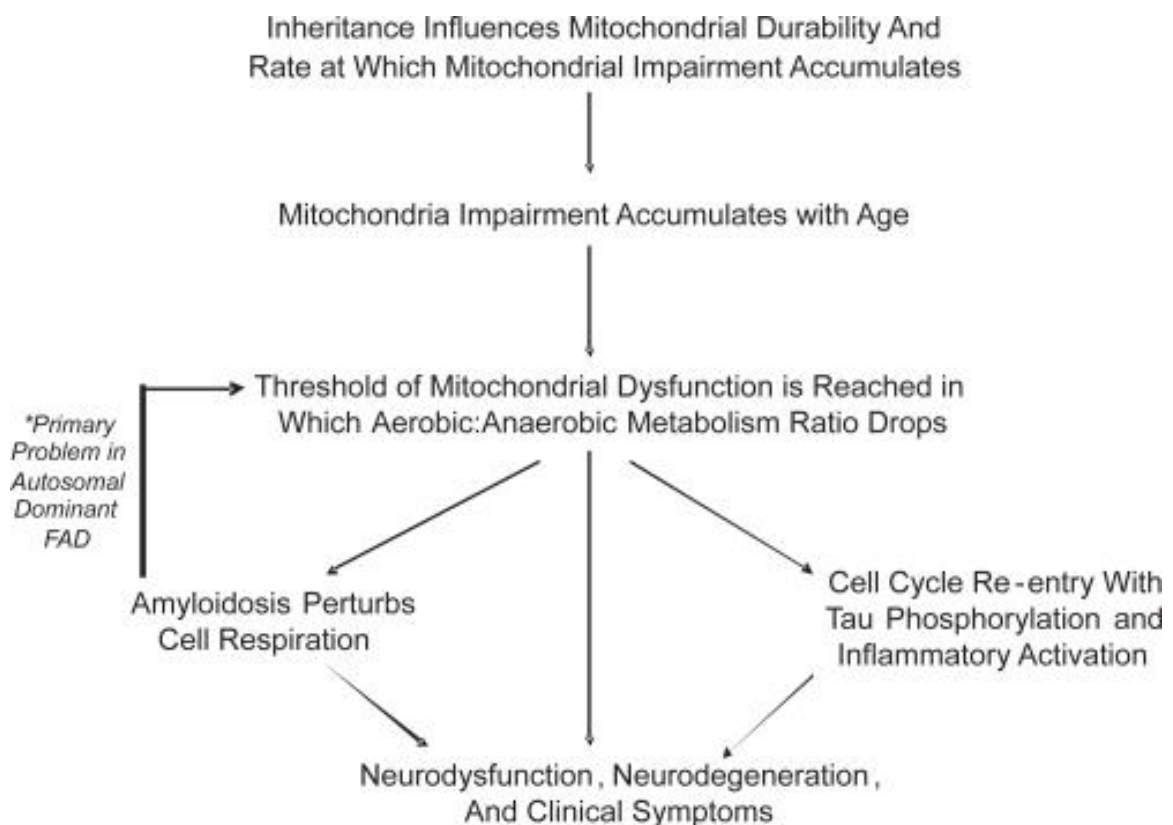 Inheritance Influences Mitochondrial Durability And
Rate at Which Mitochondrial Impairment Accumulates
Mitochondria Impairment Accumulates with Age
Threshold of Mitochondrial Dysfunction is Reached in
Which Aerobic:Anaerobic Metabolism Ratio Drops
*Primary
Problem in
Autosomal
Dominant
FAD
Amyloidosis Perturbs
Cell Respiration
Cell Cycle Re-entry With
Tau Phosphorylation and
Inflammatory Activation
Neurodysfunction, Neurodegeneration,
And Clinical Symptoms